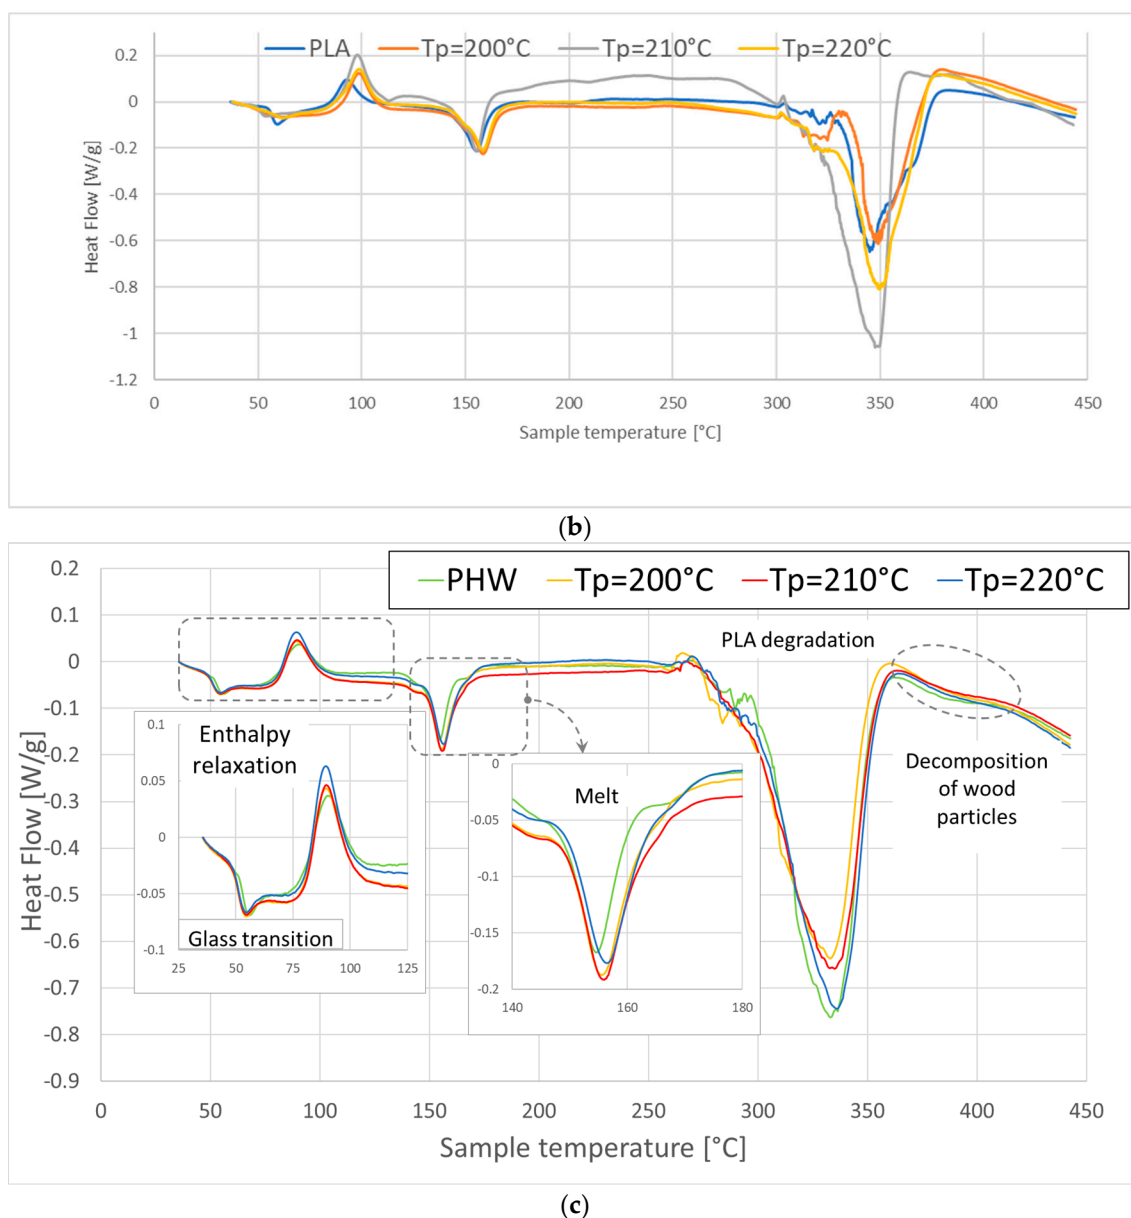 PLA Tp=200°C Tp=210°C Tp=220°C
0.2
0
-0.2
-0.4
-0.6
-0.8
-1
-1.2
Heat Flow [W/g]
0 50 100 150 200 250 300 350 400 450
Sample temperature [°C]
(b)
PHW Tp=200°C Tp=210°C Tp=220°C
0.2
0.1
0
-0.1
-0.2
-0.3
-0.4
-0.5
-0.6
-0.7
-0.8
-0.9
Heat Flow [W/g]
PLA degradation
Decomposition
of wood
particles
0.1
0.05
0
-0.05
-0.1
Enthalpy
relaxation
Glass transition
25 50 75 100 125
0
-0.05
-0.1
-0.15
-0.2
Melt
140 160 180
0 50 100 150 200 250 300 350 400 450
Sample temperature [°C]
(c)